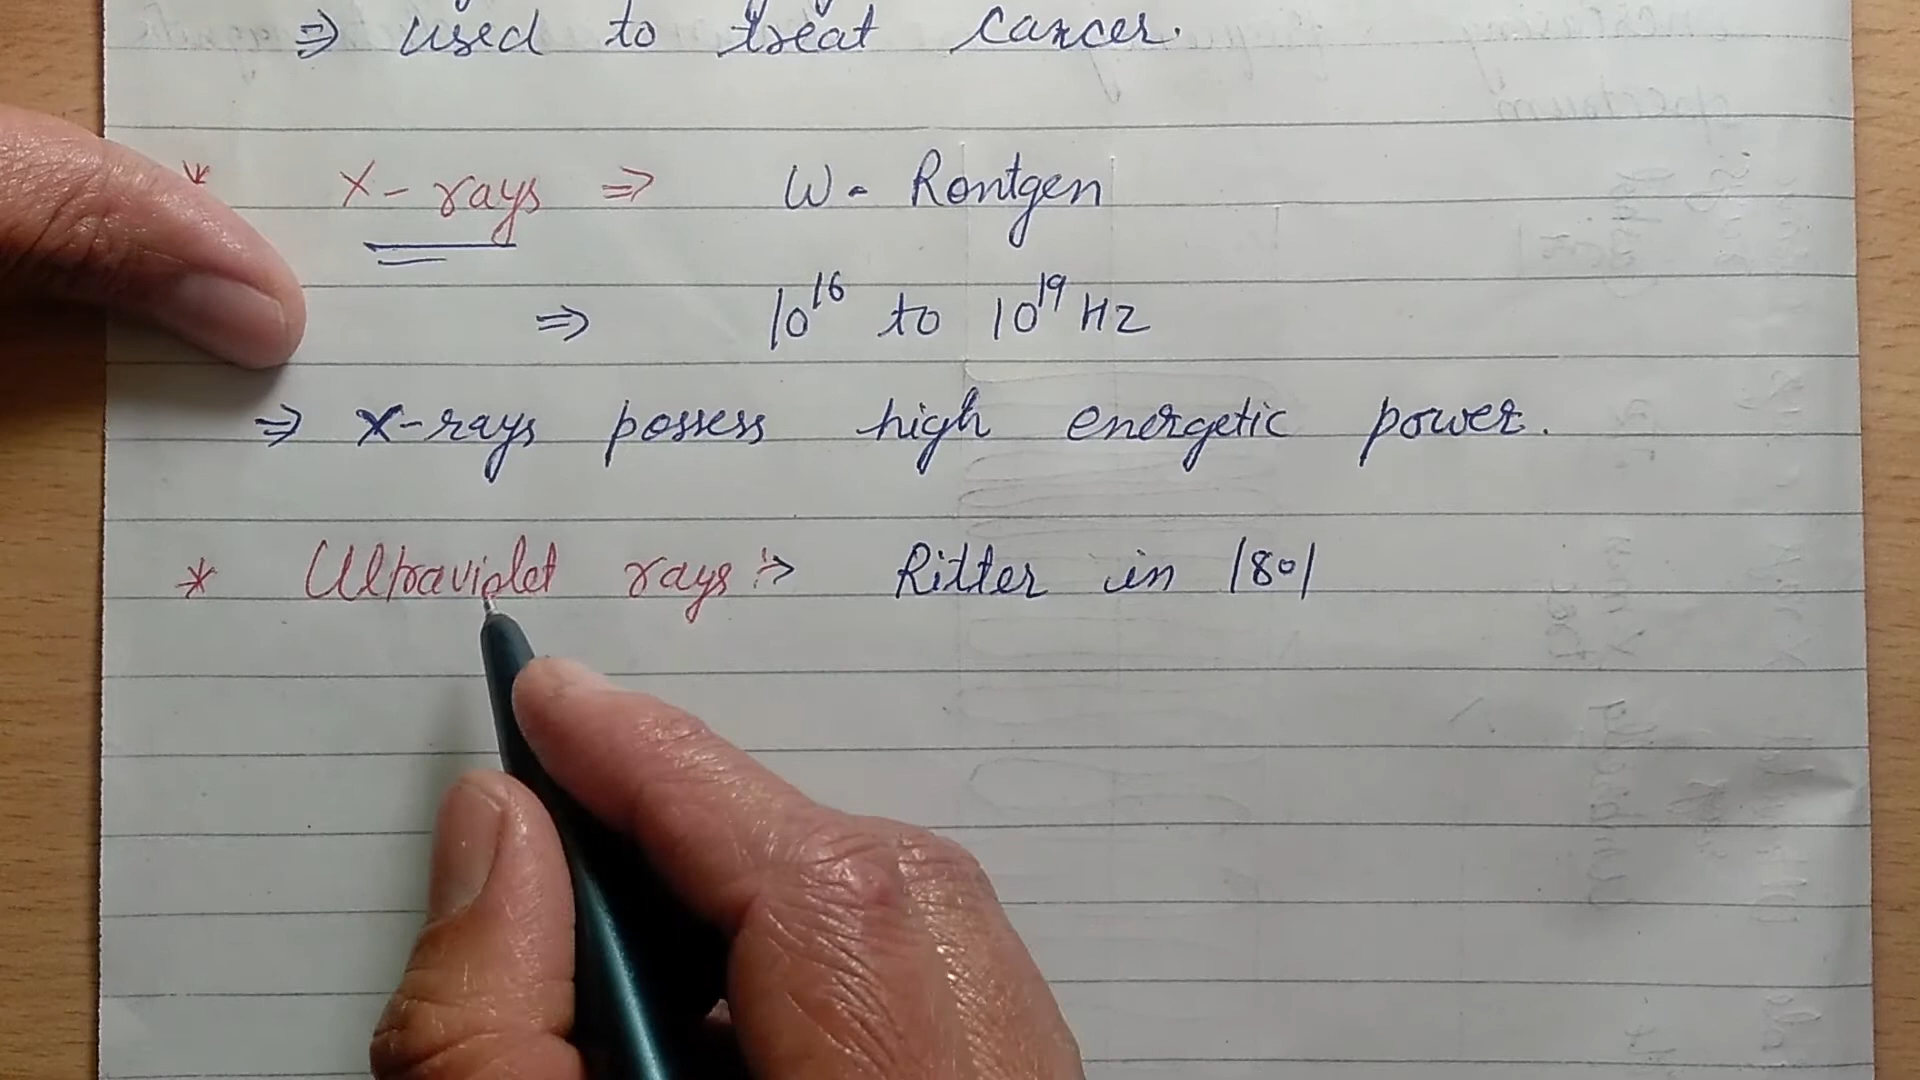 ⇒ used to treat cancer.
* X-rays ⇒ W. Rontgen
⇒ 10^16 to 10^19 Hz
⇒ X-rays possess high energetic power.
* Ultraviolet rays :→ Ritter in 1801